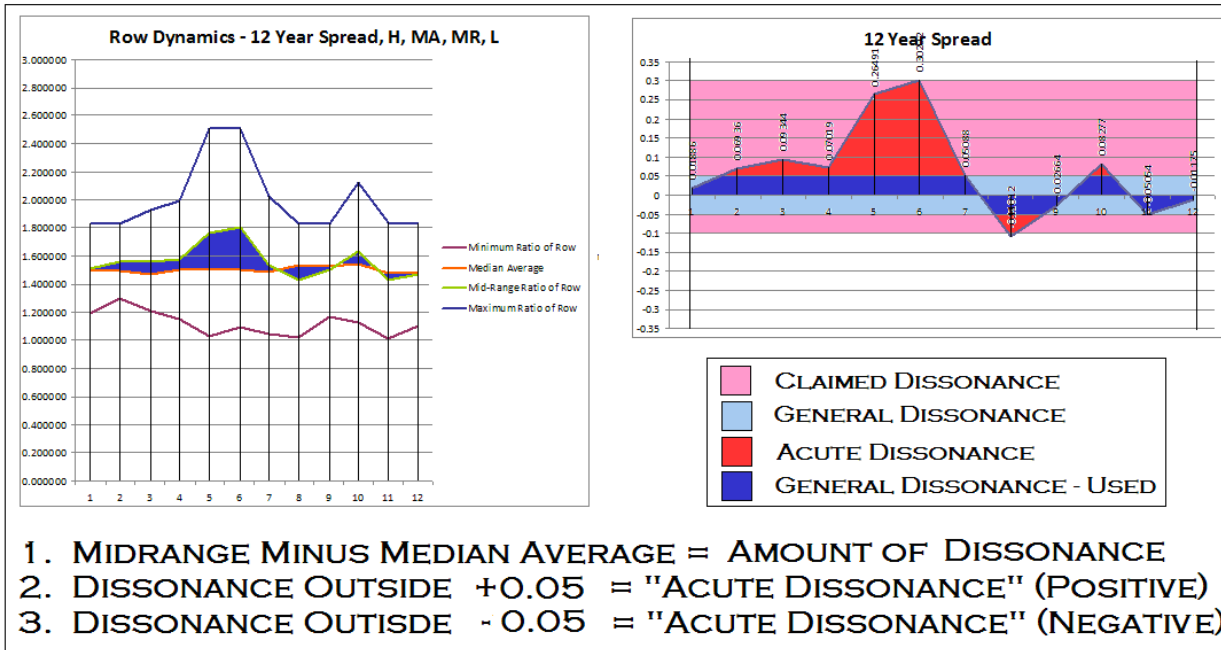 Row Dynamics - 12 Year Spread, H, MA, MR, L
3.000000
2.800000
2.600000
2.400000
2.200000
2.000000
1.800000
1.600000
1.400000
1.200000
1.000000
0.800000
0.600000
0.400000
0.200000
0.000000
1 2 3 4 5 6 7 8 9 10 11 12
Minimum Ratio of Row
Median Average
Mid-Range Ratio of Row
Maximum Ratio of Row
12 Year Spread
0.3
0.25
0.2
0.15
0.1
0.05
0
-0.05
-0.1
-0.15
-0.2
-0.25
-0.3
-0.35
1 2 3 4 5 6 7 8 9 10 11 12
0.01886
0.06936
0.09344
0.07019
0.26491
0.05088
-0.02664
0.08277
-0.05054
-0.01175
Claimed Dissonance
General Dissonance
Acute Dissonance
General Dissonance - Used
1. Midrange Minus Median Average = Amount of Dissonance
2. Dissonance Outside +0.05 = "Acute Dissonance" (Positive)
3. Dissonance Outisde - 0.05 = "Acute Dissonance" (Negative)